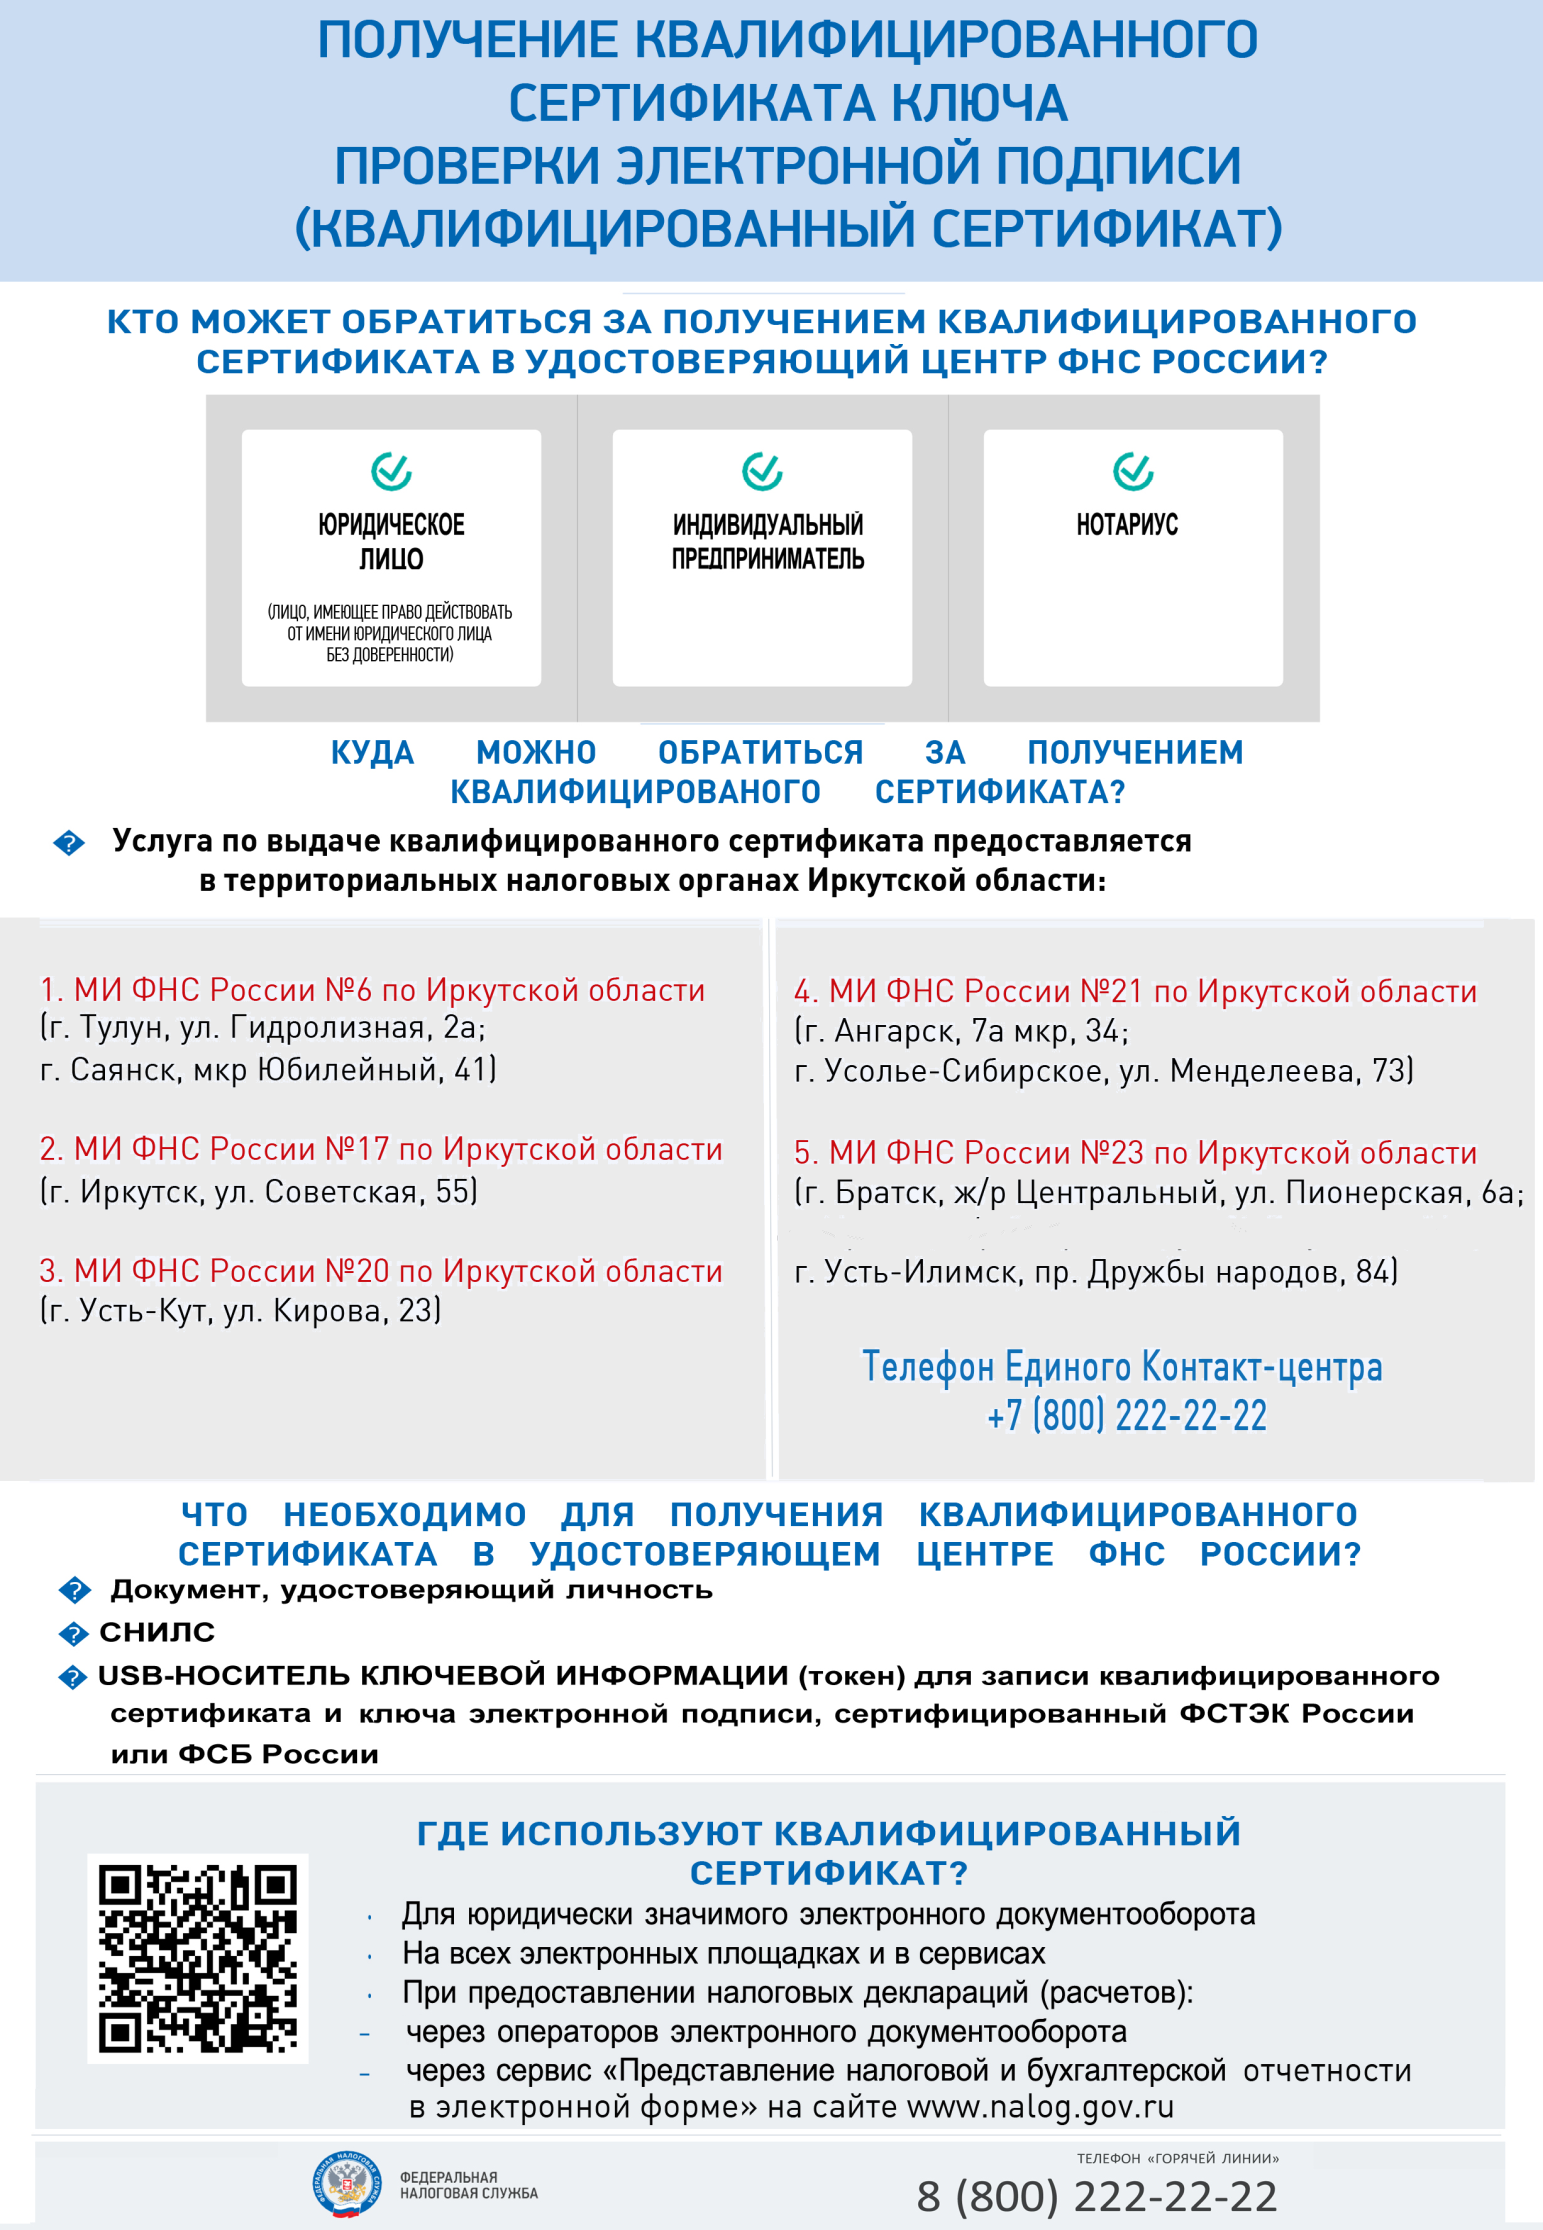 ПОЛУЧЕНИЕ КВАЛИФИЦИРОВАННОГО
СЕРТИФИКАТА КЛЮЧА
ПРОВЕРКИ ЭЛЕКТРОННОЙ ПОДПИСИ
(КВАЛИФИЦИРОВАННЫЙ СЕРТИФИКАТ)
КТО МОЖЕТ ОБРАТИТЬСЯ ЗА ПОЛУЧЕНИЕМ КВАЛИФИЦИРОВАННОГО
СЕРТИФИКАТА В УДОСТОВЕРЯЮЩИЙ ЦЕНТР ФНС РОССИИ?
ЮРИДИЧЕСКОЕ
ЛИЦО
(ЛИЦО, ИМЕЮЩЕЕ ПРАВО ДЕЙСТВОВАТЬ
ОТ ИМЕНИ ЮРИДИЧЕСКОГО ЛИЦА
БЕЗ ДОВЕРЕННОСТИ)
ИНДИВИДУАЛЬНЫЙ
ПРЕДПРИНИМАТЕЛЬ
НОТАРИУС
КУДА МОЖНО ОБРАТИТЬСЯ ЗА ПОЛУЧЕНИЕМ
КВАЛИФИЦИРОВАНОГО СЕРТИФИКАТА?
Услуга по выдаче квалифицированного сертификата предоставляется
в территориальных налоговых органах Иркутской области:
1. МИ ФНС России №6 по Иркутской области
(г. Тулун, ул. Гидролизная, 2а;
г. Саянск, мкр Юбилейный, 41)
2. МИ ФНС России №17 по Иркутской области
(г. Иркутск, ул. Советская, 55)
3. МИ ФНС России №20 по Иркутской области
(г. Усть-Кут, ул. Кирова, 23)
4. МИ ФНС России №21 по Иркутской области
(г. Ангарск, 7а мкр, 34;
г. Усолье-Сибирское, ул. Менделеева, 73)
5. МИ ФНС России №23 по Иркутской области
(г. Братск, ж/р Центральный, ул. Пионерская, 6а;
г. Усть-Илимск, пр. Дружбы народов, 84)
Телефон Единого Контакт-центра
+7 (800) 222-22-22
ЧТО НЕОБХОДИМО ДЛЯ ПОЛУЧЕНИЯ КВАЛИФИЦИРОВАННОГО
СЕРТИФИКАТА В УДОСТОВЕРЯЮЩЕМ ЦЕНТРЕ ФНС РОССИИ?
Документ, удостоверяющий личность
СНИЛС
USB-НОСИТЕЛЬ КЛЮЧЕВОЙ ИНФОРМАЦИИ (токен) для записи квалифицированного
сертификата и ключа электронной подписи, сертифицированный ФСТЭК России
или ФСБ России
ГДЕ ИСПОЛЬЗУЮТ КВАЛИФИЦИРОВАННЫЙ
СЕРТИФИКАТ?
· Для юридически значимого электронного документооборота
· На всех электронных площадках и в сервисах
· При предоставлении налоговых деклараций (расчетов):
- через операторов электронного документооборота
- через сервис «Представление налоговой и бухгалтерской отчетности
в электронной форме» на сайте www.nalog.gov.ru
ФЕДЕРАЛЬНАЯ НАЛОГОВАЯ СЛУЖБА
ФЕДЕРАЛЬНАЯ
НАЛОГОВАЯ СЛУЖБА
ТЕЛЕФОН «ГОРЯЧЕЙ ЛИНИИ»
8 (800) 222-22-22